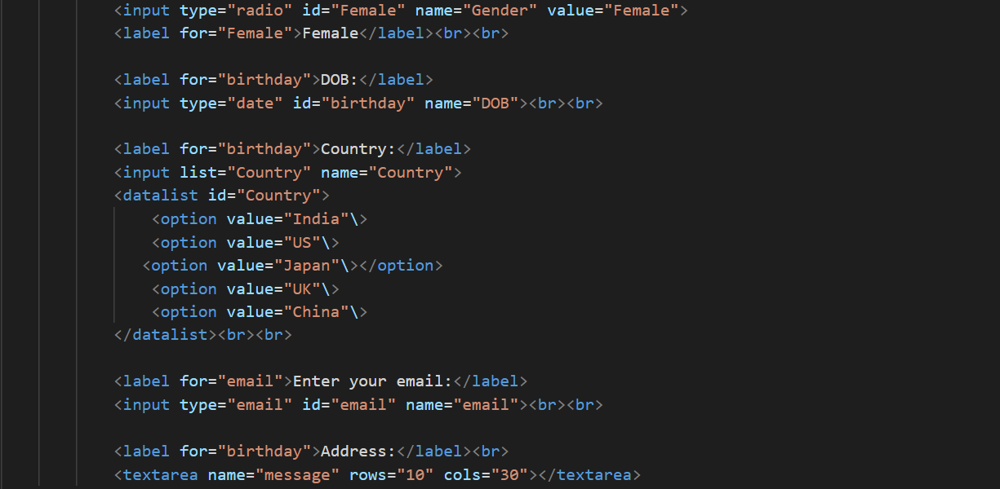 <input type="radio" id="Female" name="Gender" value="Female">
<label for="Female">Female</label><br><br>
<label for="birthday">DOB:</label>
<input type="date" id="birthday" name="DOB"><br><br>
<label for="birthday">Country:</label>
<input list="Country" name="Country">
<datalist id="Country">
<option value="India"\>
<option value="US"\>
<option value="Japan"\></option>
<option value="UK"\>
<option value="China"\>
</datalist><br><br>
<label for="email">Enter your email:</label>
<input type="email" id="email" name="email"><br><br>
<label for="birthday">Address:</label><br>
<textarea name="message" rows="10" cols="30"></textarea>